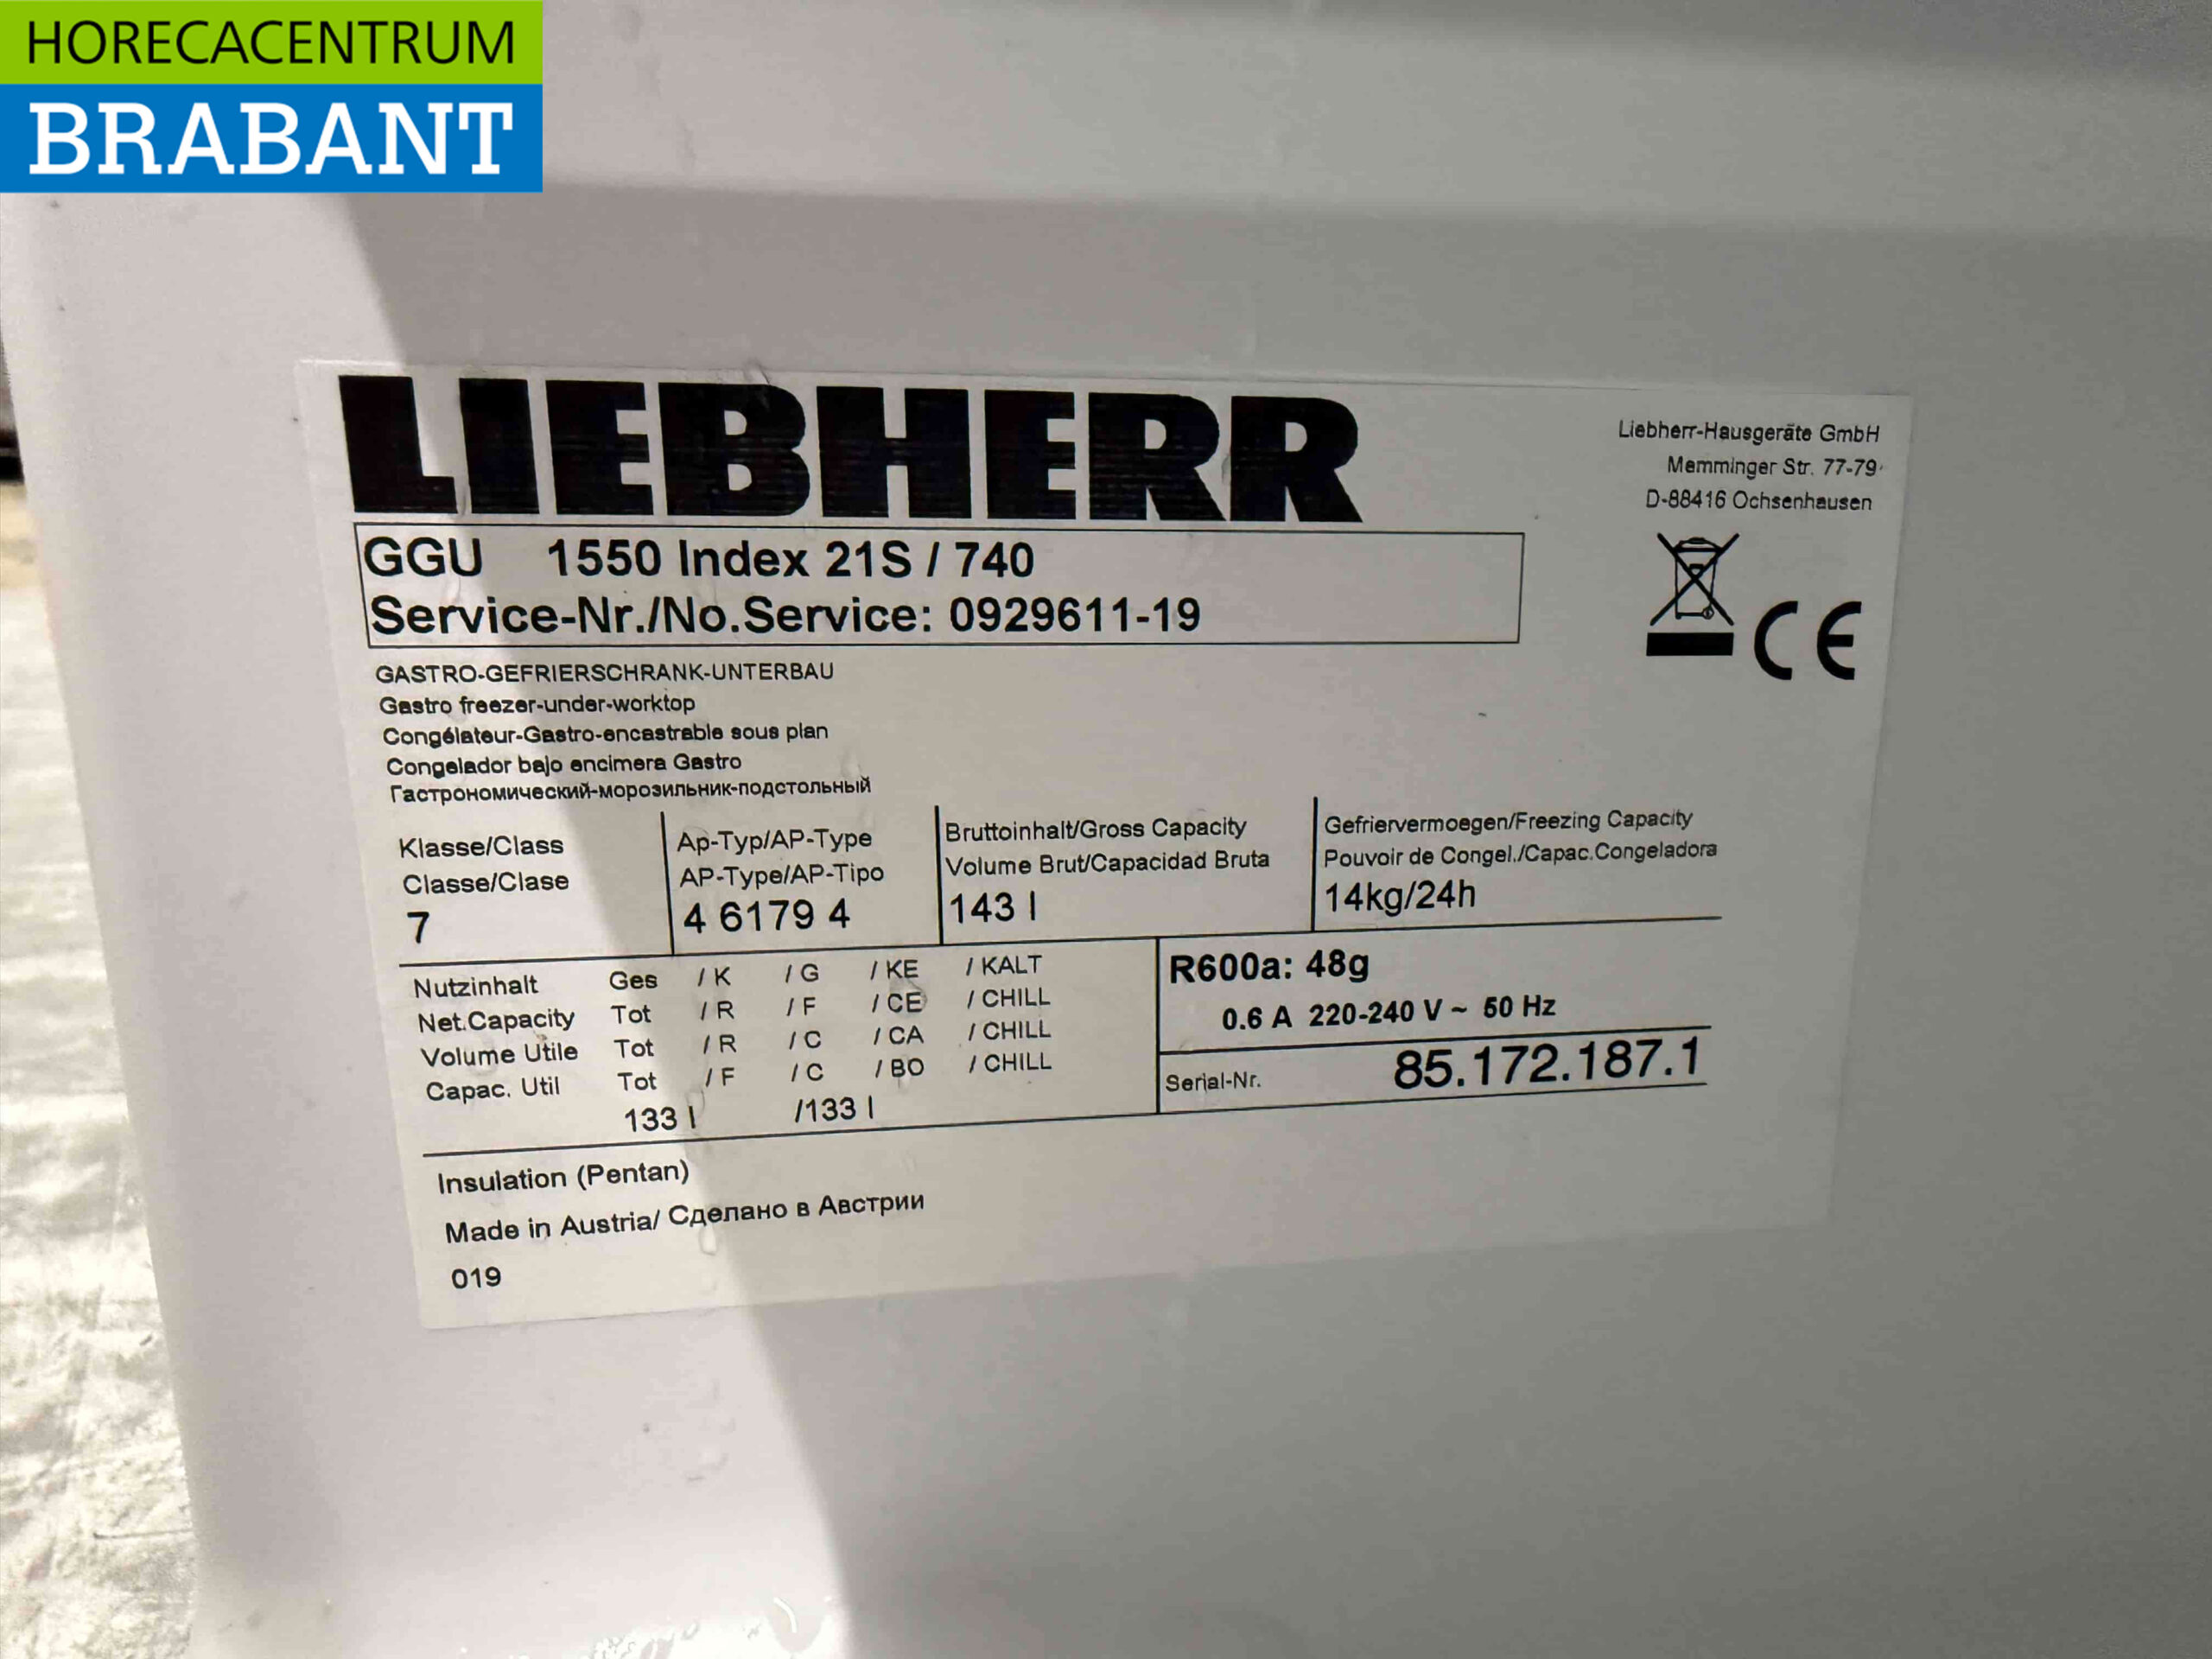 HORECACENTRUM
BRABANT
LIEBHERR
Liebherr-Hausgeräte GmbH
Memminger Str. 77-79
D-88416 Ochsenhausen
GGU 1550 Index 21S / 740
Service-Nr./No.Service: 0929611-19
CE
GASTRO-GEFRIERSCHRANK-UNTERBAU
Gastro freezer-under-worktop
Congélateur-Gastro-encastrable sous plan
Congelador bajo encimera Gastro
Гастрономический-морозильник-подстольный
Klasse/Class
Classe/Clase
7
Ap-Typ/AP-Type
AP-Type/AP-Tipo
4 6179 4
Bruttoinhalt/Gross Capacity
Volume Brut/Capacidad Bruta
143 l
Gefriervermoegen/Freezing Capacity
Pouvoir de Congel./Capac.Congeladora
14kg/24h
Nutzinhalt Ges / K / G / KE / KALT
Net.Capacity Tot / R / F / CE / CHILL
Volume Utile Tot / R / C / CA / CHILL
Capac. Util Tot / F / C / BO / CHILL
133 l /133 l
R600a: 48g
0.6 A 220-240 V ~ 50 Hz
Serial-Nr. 85.172.187.1
Insulation (Pentan)
Made in Austria/ Сделано в Австрии
019